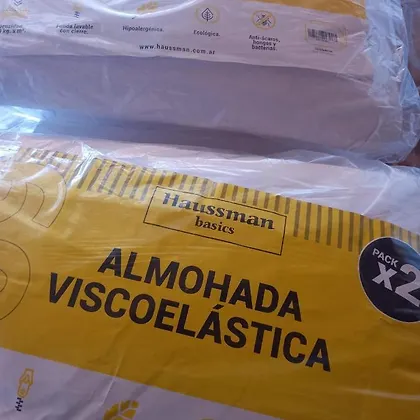 Funda lavable
con cierre.
Hipoalergénica.
Ecológica.
Anti-ácaros,
hongos y
bacterias.
www.haussman.com.ar
Haussman
basics
PACK
x2
ALMOHADA
VISCOELÁSTICA